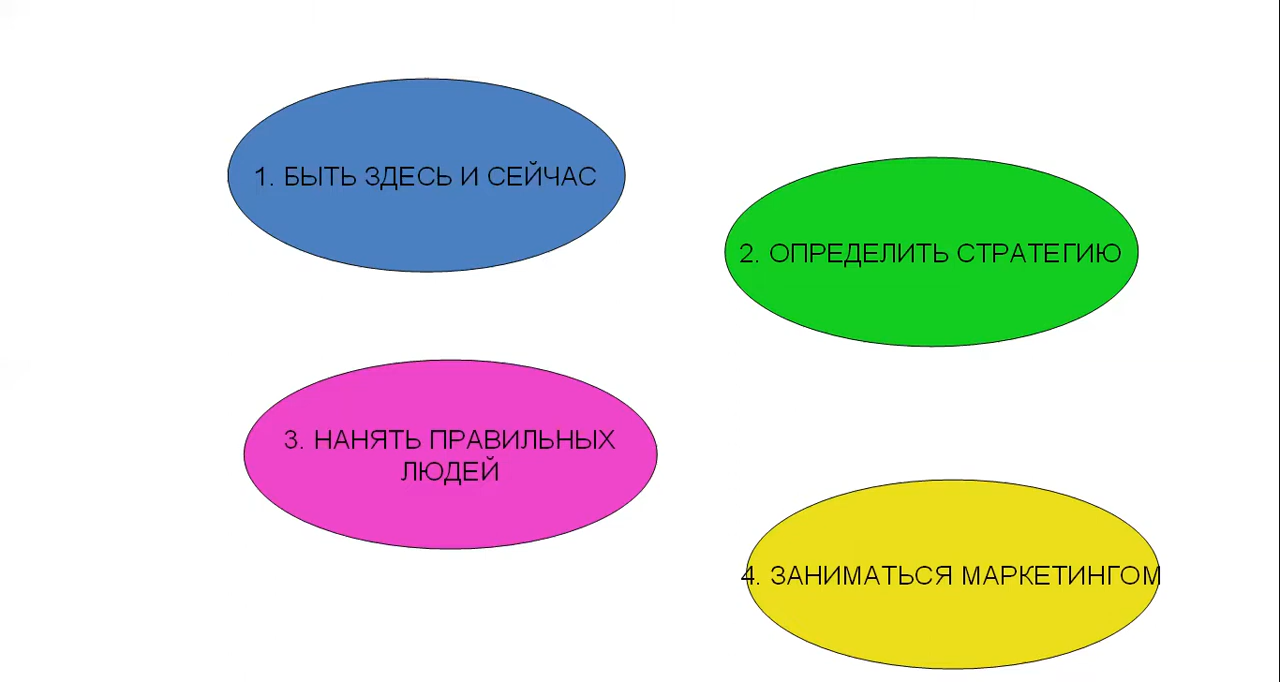 1. БЫТЬ ЗДЕСЬ И СЕЙЧАС
2. ОПРЕДЕЛИТЬ СТРАТЕГИЮ
3. НАНЯТЬ ПРАВИЛЬНЫХ
ЛЮДЕЙ
4. ЗАНИМАТЬСЯ МАРКЕТИНГОМ